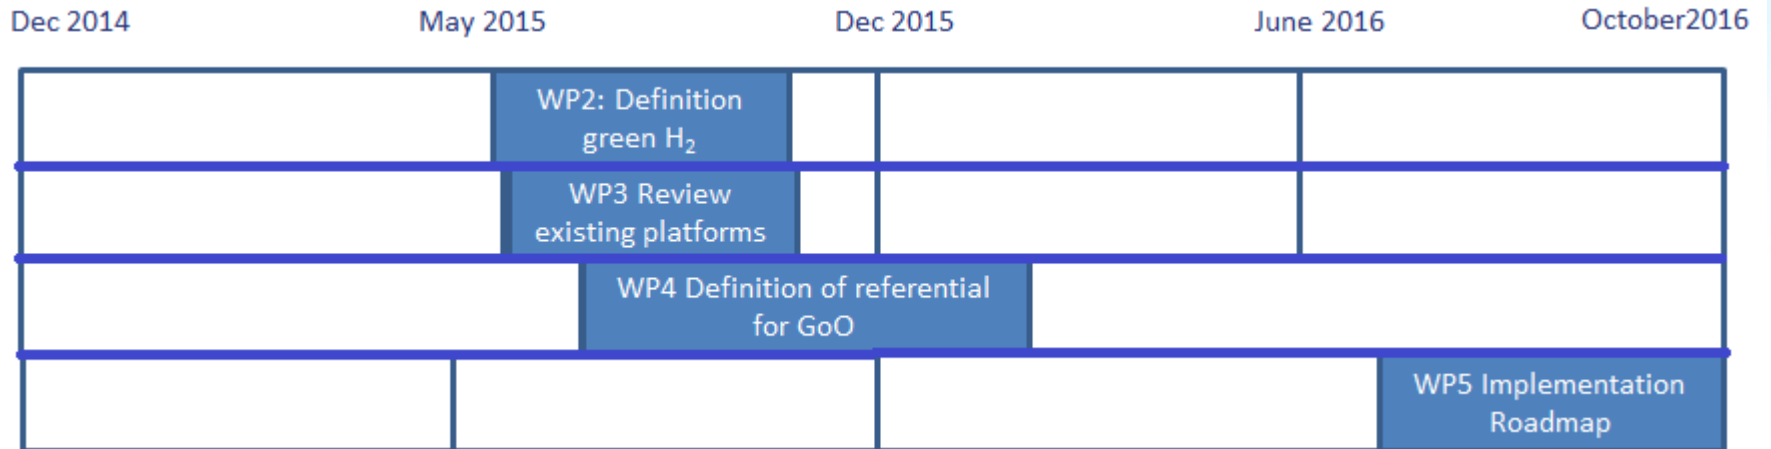 Dec 2014
May 2015
Dec 2015
June 2016
October2016
WP2: Definition
green H₂
WP3 Review
existing platforms
WP4 Definition of referential
for GoO
WP5 Implementation
Roadmap